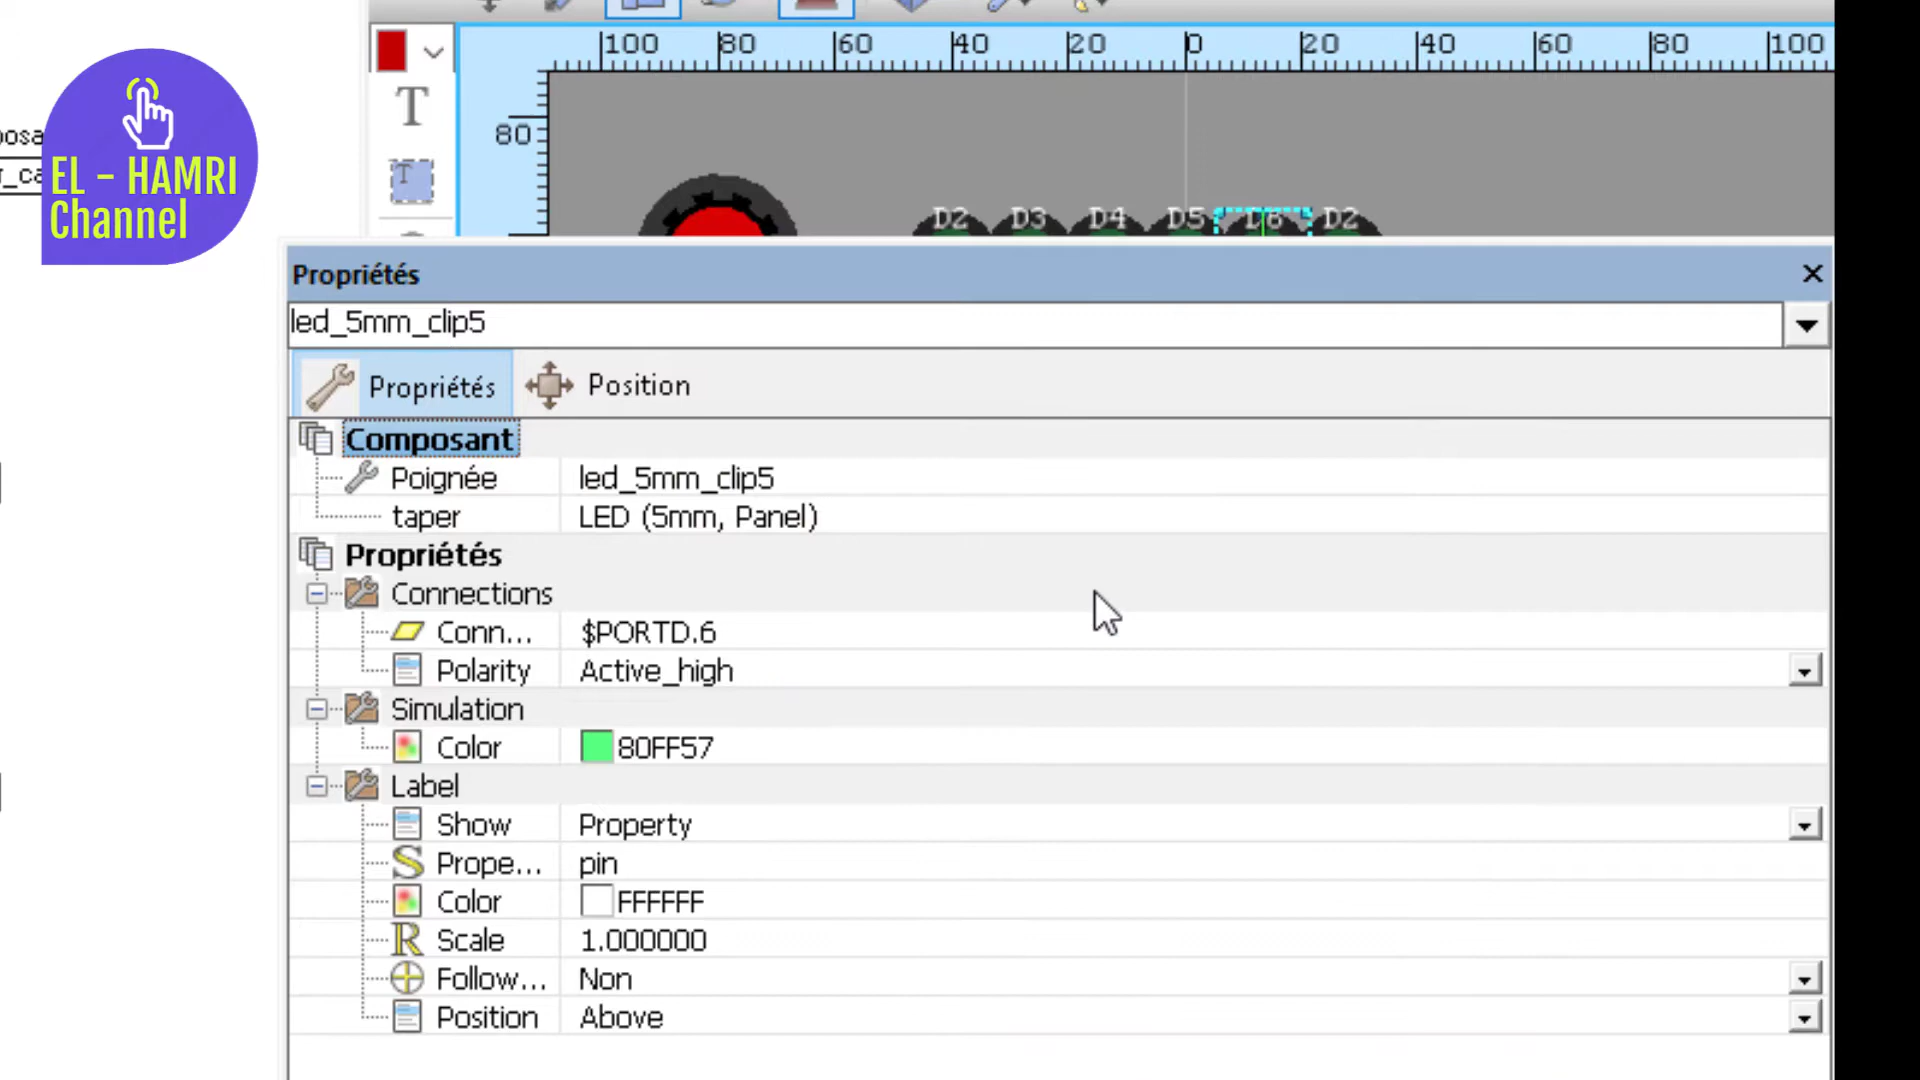 100 80 60 40 20 0 20 40 60 80 100
T
EL - HAMRI
Channel
80
T
D2 D3 D4 D5 D6 D2
Propriétés
led_5mm_clip5
Propriétés Position
Composant
Poignée led_5mm_clip5
taper LED (5mm, Panel)
Propriétés
Connections
Conn... $PORTD.6
Polarity Active_high
Simulation
Color 80FF57
Label
Show Property
Prope... pin
Color FFFFFF
Scale 1.000000
Follow... Non
Position Above